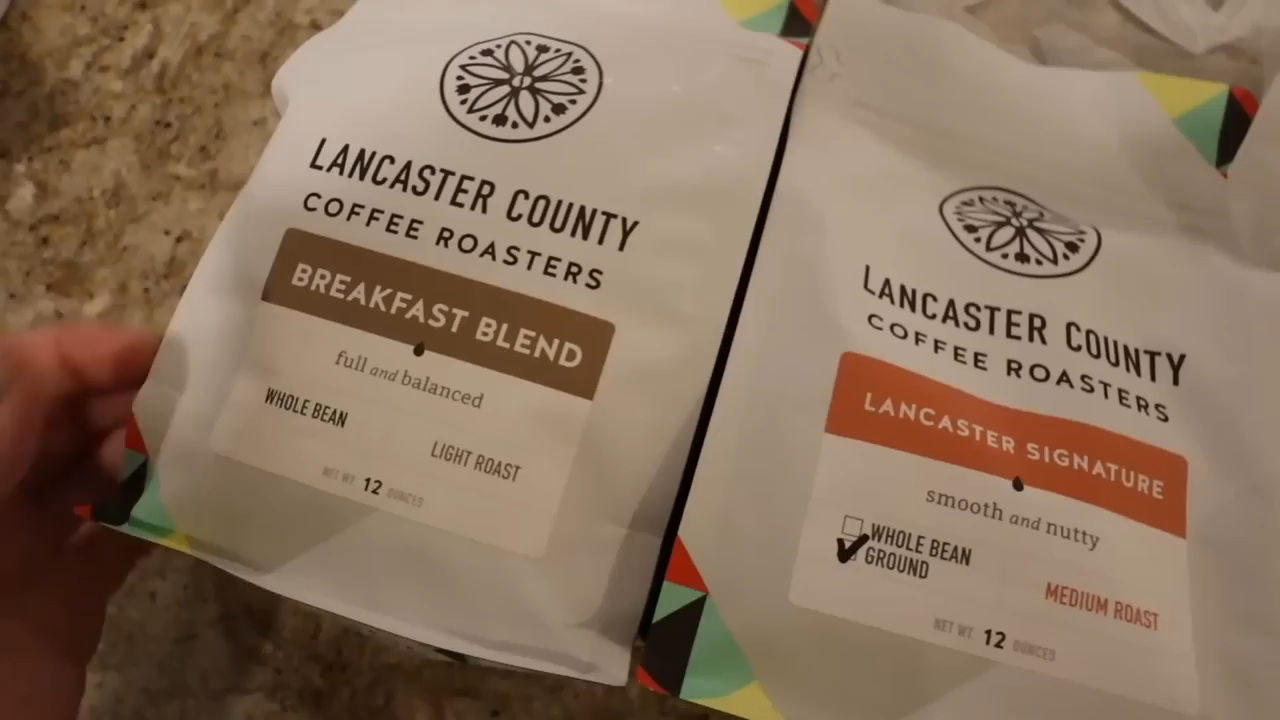 LANCASTER COUNTY
COFFEE ROASTERS
BREAKFAST BLEND
full and balanced
WHOLE BEAN
LIGHT ROAST
NET WT 12 OUNCES
LANCASTER COUNTY
COFFEE ROASTERS
LANCASTER SIGNATURE
smooth and nutty
WHOLE BEAN
GROUND
MEDIUM ROAST
NET WT 12 OUNCES